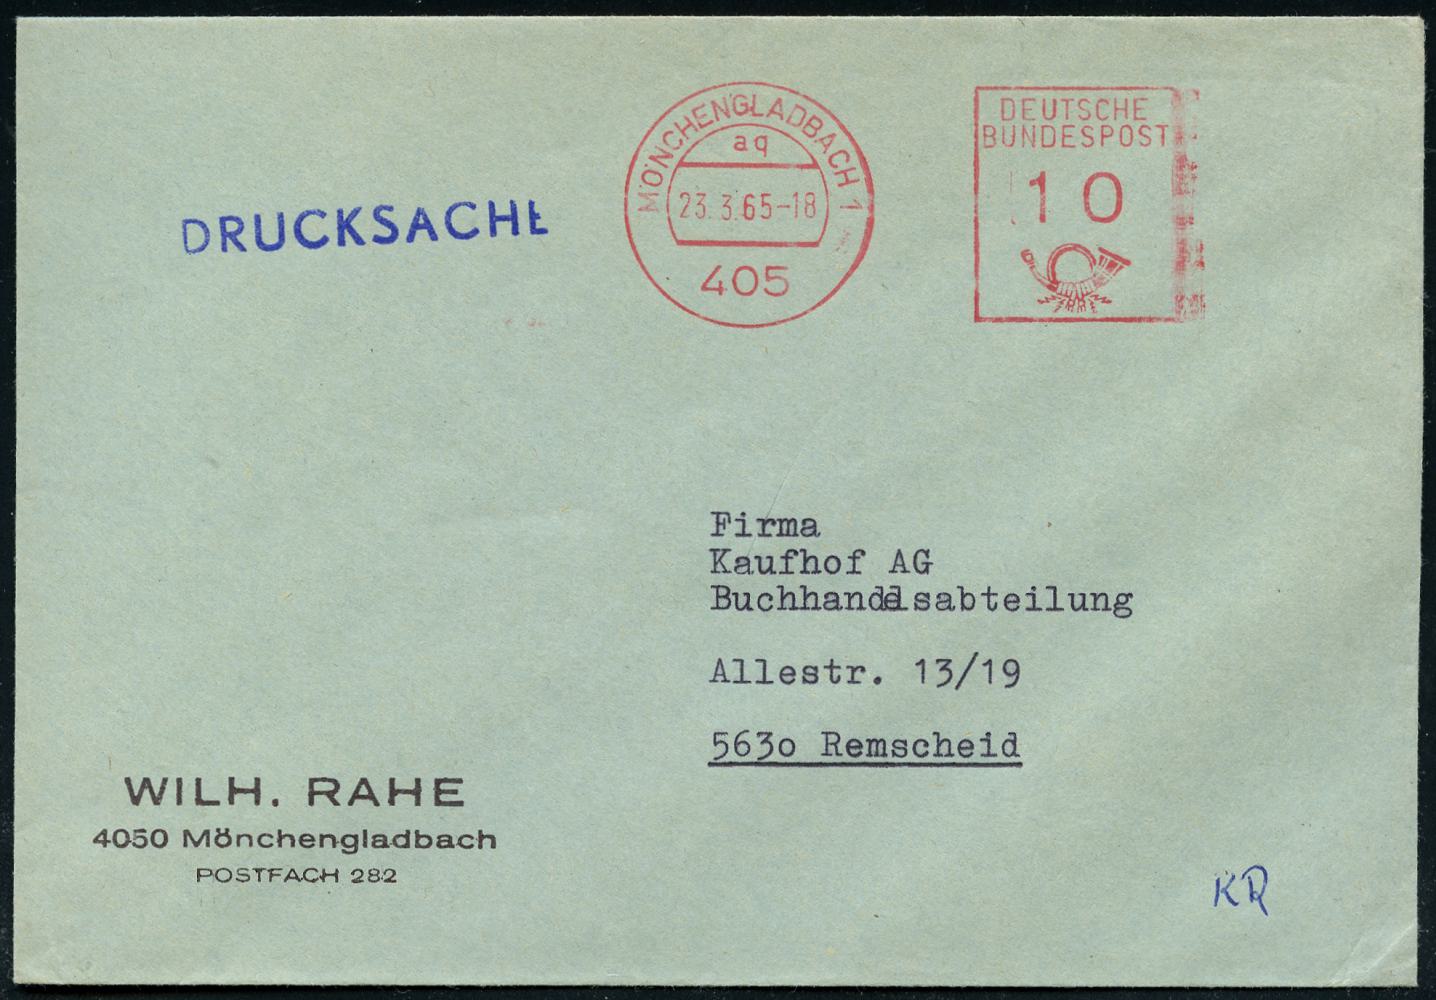 DRUCKSACHE
MÖNCHENGLADBACH 1
aq
23.3.65-18
405
DEUTSCHE
BUNDESPOST
10
Firma
Kaufhof AG
Buchhandelsabteilung
Allestr. 13/19
563o Remscheid
WILH. RAHE
4050 Mönchengladbach
POSTFACH 282
KR